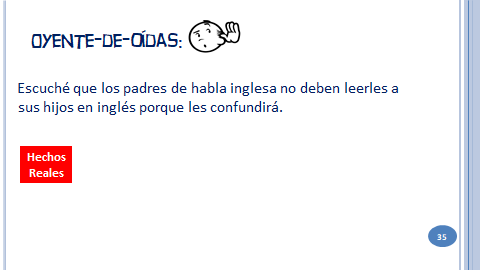 OYENTE-DE-OÍDAS:
Escuché que los padres de habla inglesa no deben leerles a
sus hijos en inglés porque les confundirá.
Hechos
Reales
35